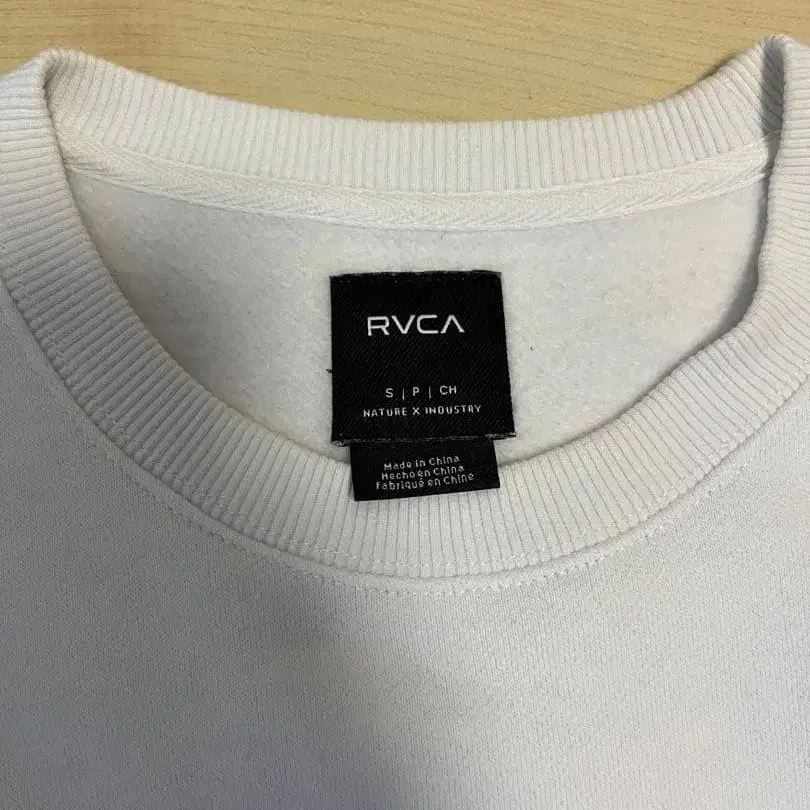 RVCA
S | P | CH
NATURE X INDUSTRY
Made in China
Hecho en China
Fabriqué en Chine